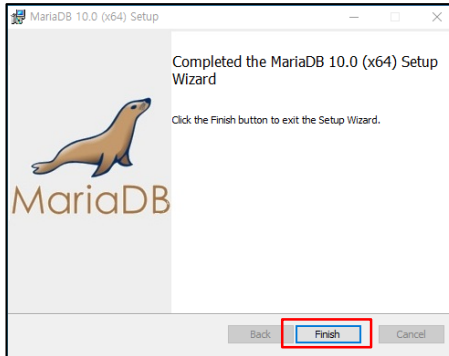 MariaDB 10.0 (x64) Setup
Completed the MariaDB 10.0 (x64) Setup
Wizard
Click the Finish button to exit the Setup Wizard.
MariaDB
Back
Finish
Cancel